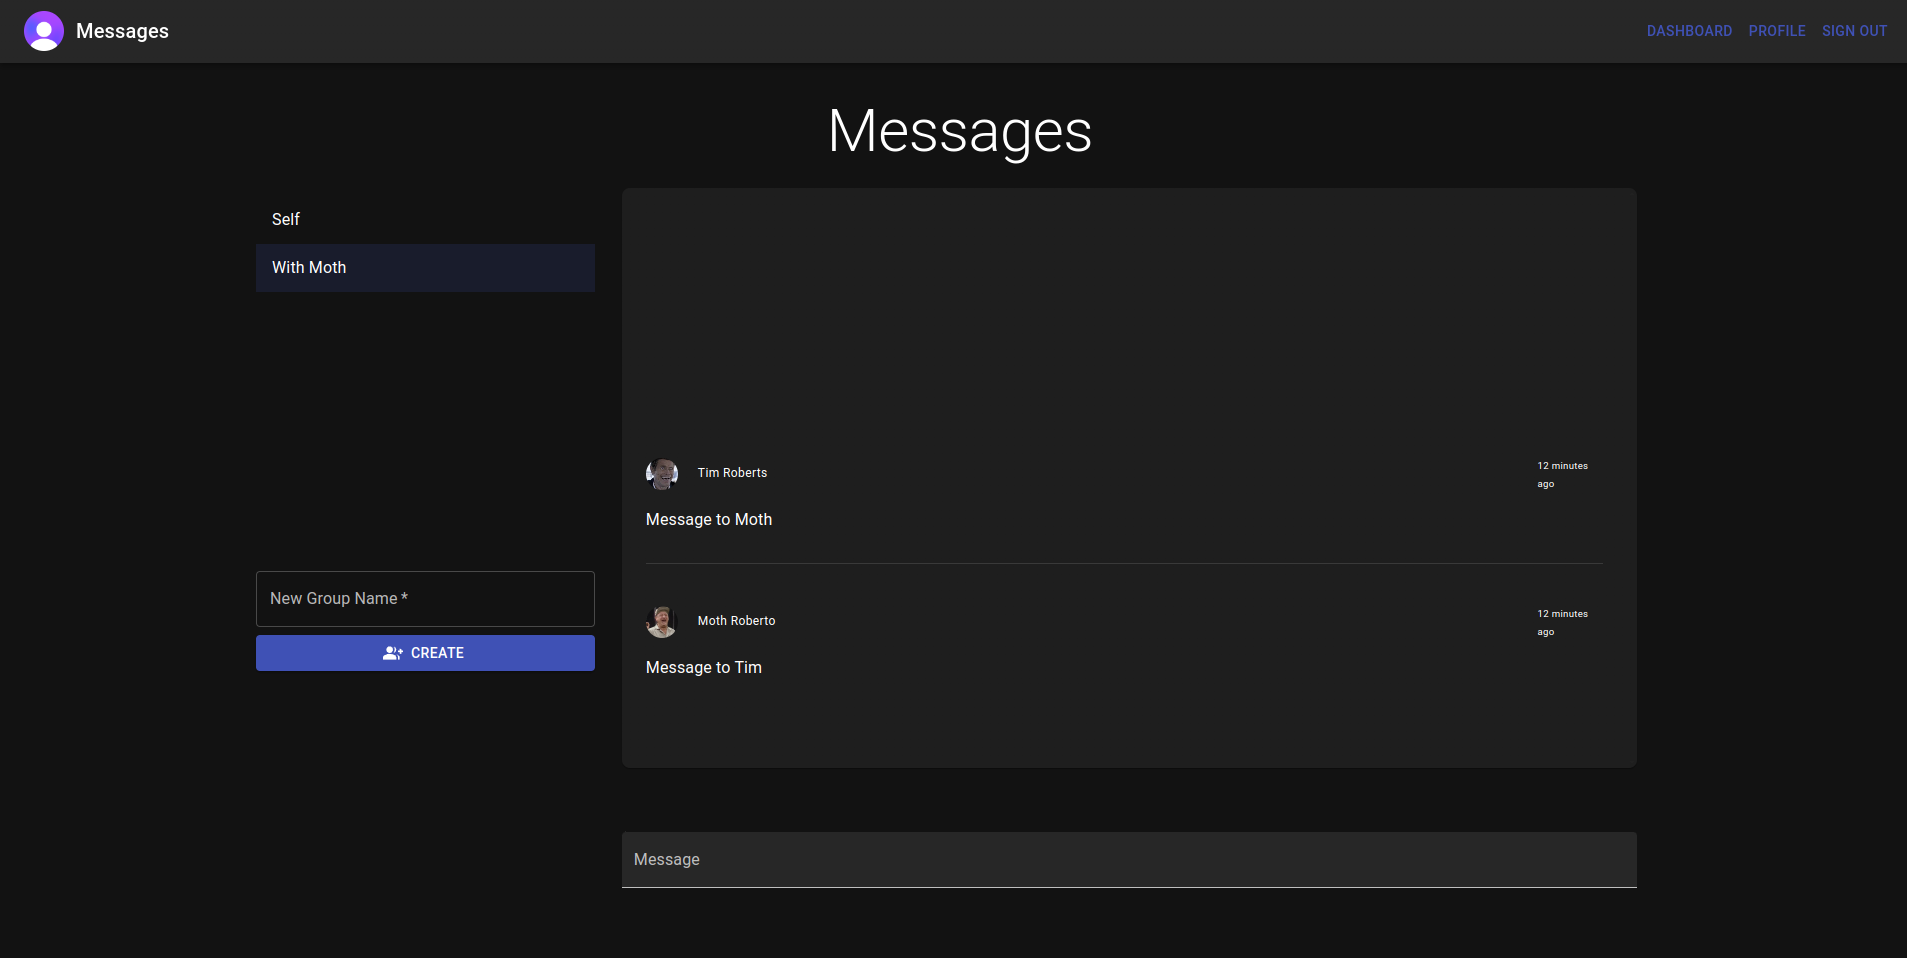 Messages
DASHBOARD PROFILE SIGN OUT
Messages
Self
With Moth
New Group Name *
CREATE
Tim Roberts
12 minutes
ago
Message to Moth
Moth Roberto
12 minutes
ago
Message to Tim
Message